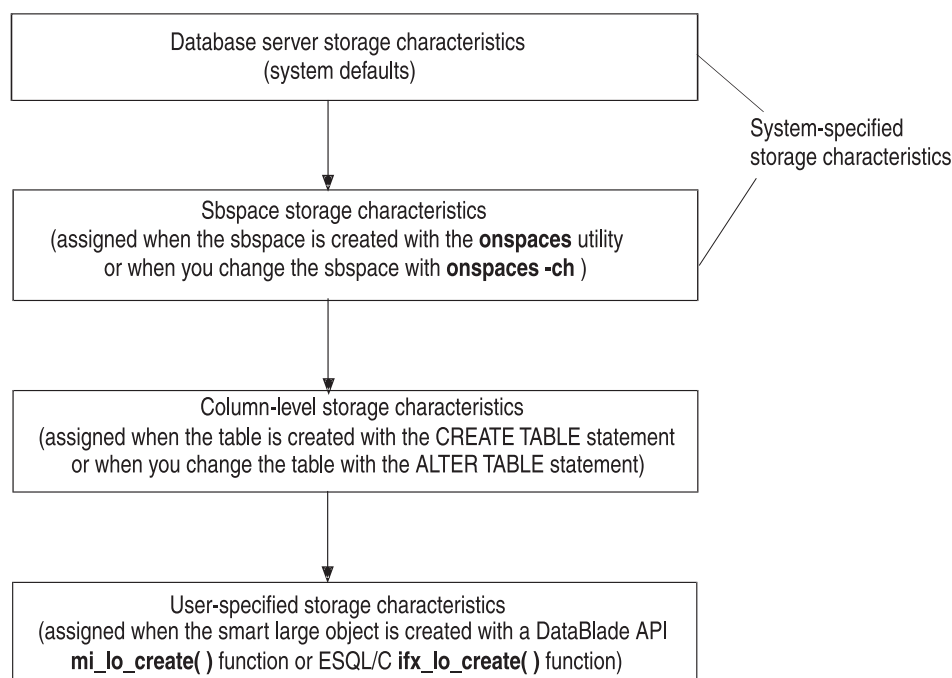 Database server storage characteristics
(system defaults)
System-specified
storage characteristics
Sbspace storage characteristics
(assigned when the sbspace is created with the onspaces utility
or when you change the sbspace with onspaces -ch )
Column-level storage characteristics
(assigned when the table is created with the CREATE TABLE statement
or when you change the table with the ALTER TABLE statement)
User-specified storage characteristics
(assigned when the smart large object is created with a DataBlade API
mi_lo_create( ) function or ESQL/C ifx_lo_create( ) function)